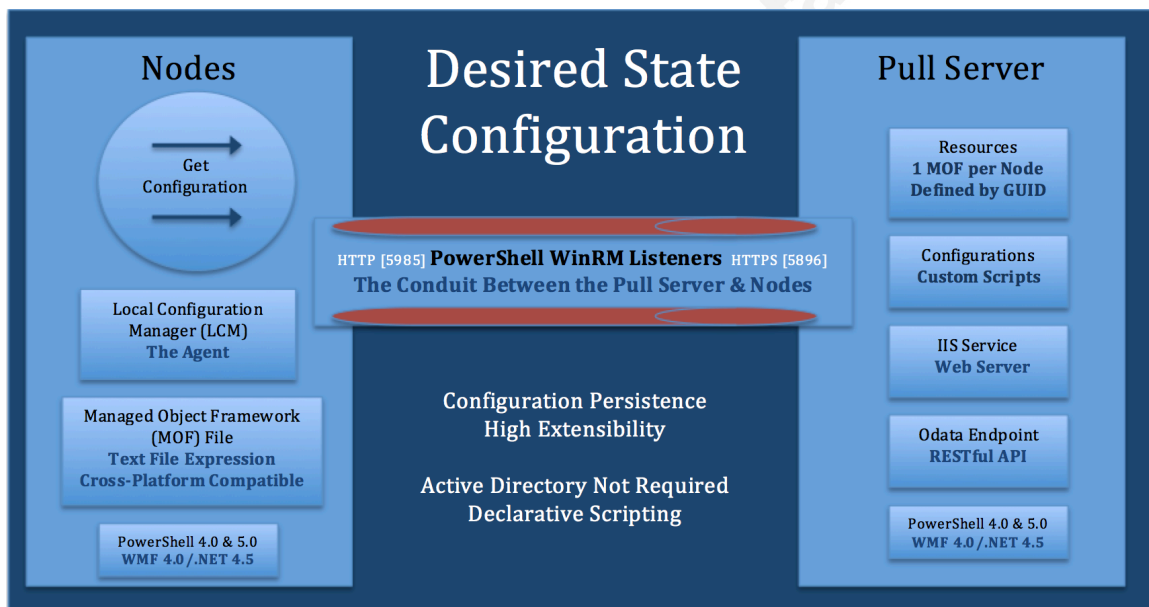 Nodes
Get
Configuration
Local Configuration
Manager (LCM)
The Agent
Managed Object Framework
(MOF) File
Text File Expression
Cross-Platform Compatible
PowerShell 4.0 & 5.0
WMF 4.0/.NET 4.5
Desired State
Configuration
HTTP [5985] PowerShell WinRM Listeners HTTPS [5896]
The Conduit Between the Pull Server & Nodes
Configuration Persistence
High Extensibility
Active Directory Not Required
Declarative Scripting
Pull Server
Resources
1 MOF per Node
Defined by GUID
Configurations
Custom Scripts
IIS Service
Web Server
Odata Endpoint
RESTful API
PowerShell 4.0 & 5.0
WMF 4.0/.NET 4.5